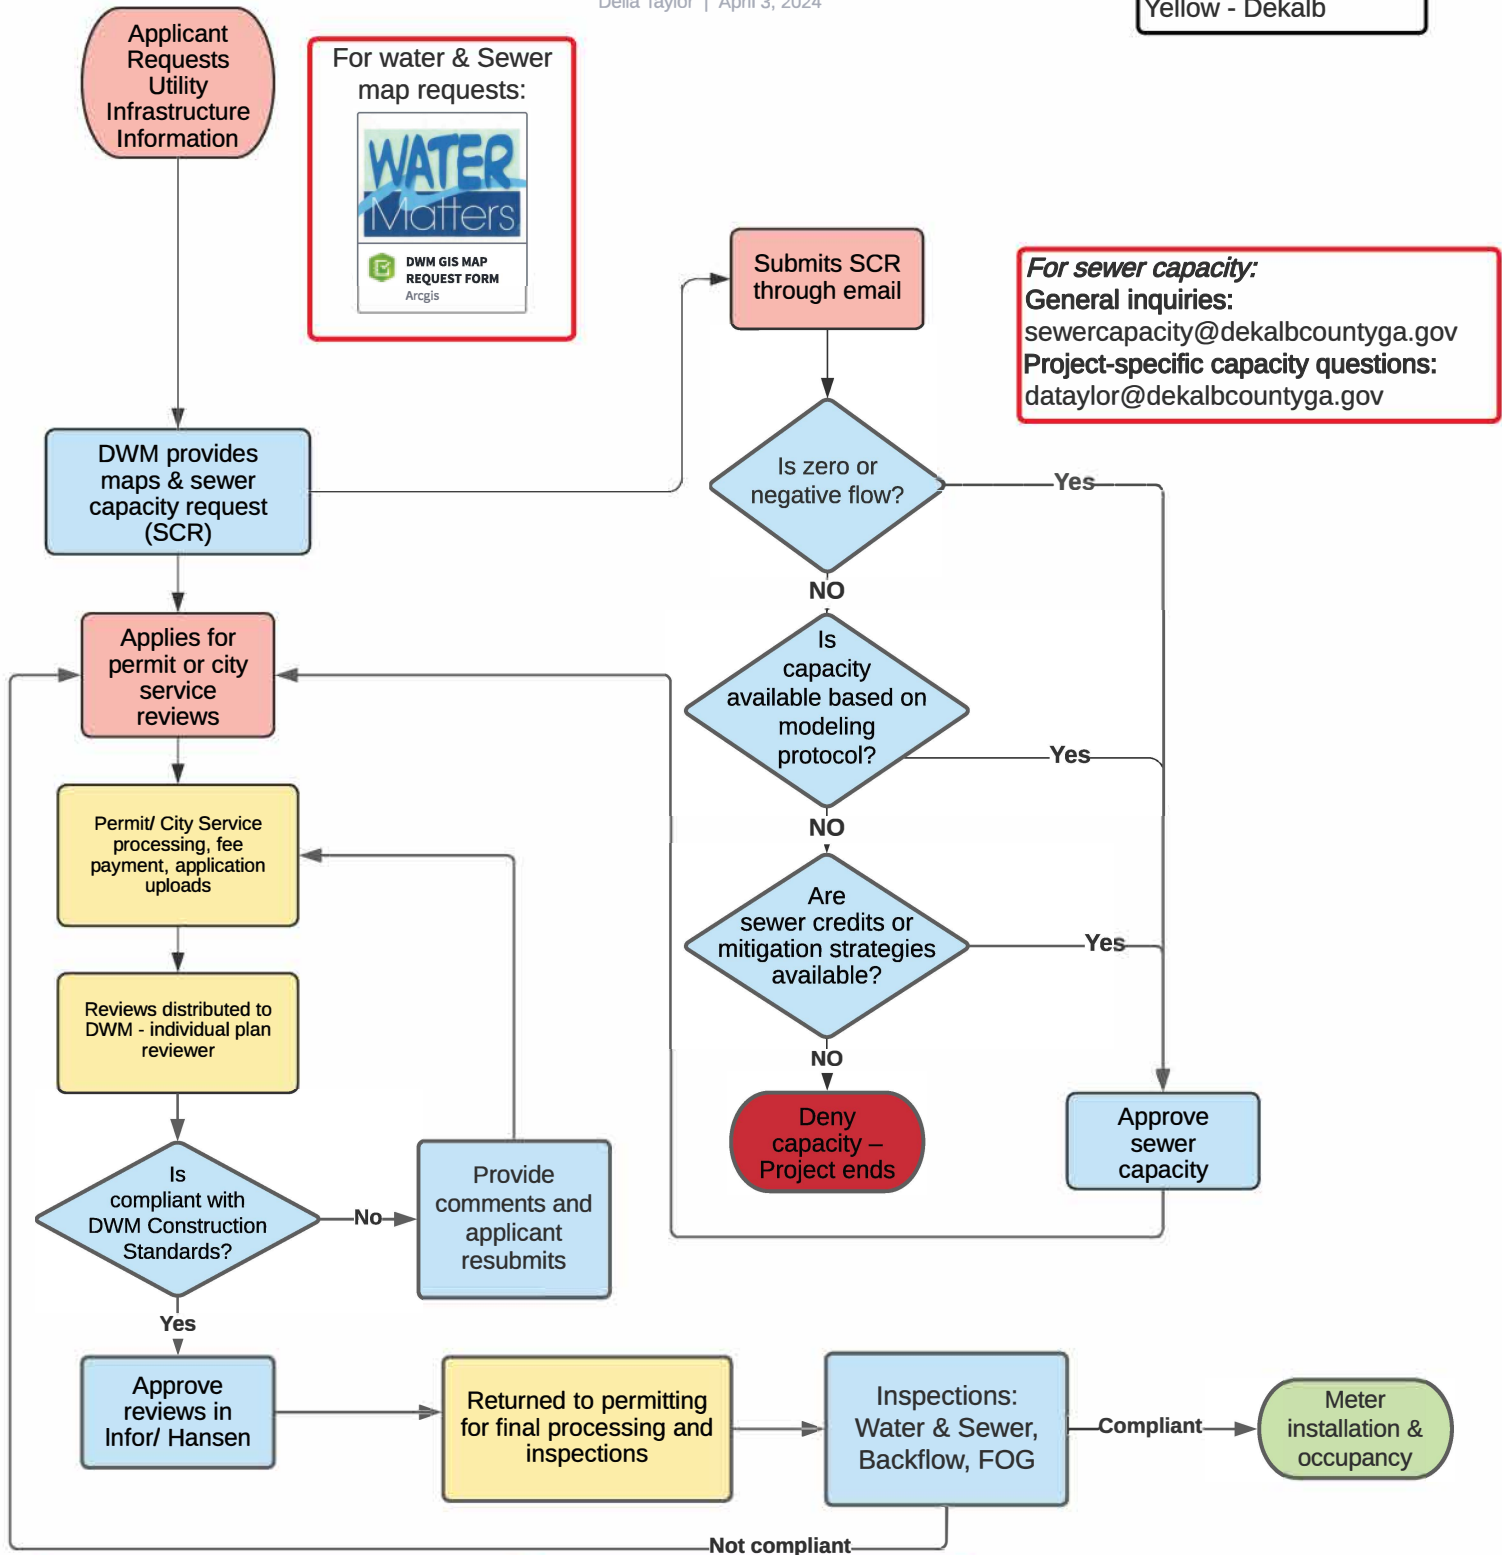 Delia Taylor | April 3, 2024
Yellow - Dekalb
Applicant
Requests
Utility
Infrastructure
Information
For water & Sewer
map requests:
WATER
Matters
DWM GIS MAP
REQUEST FORM
Arcgis
Submits SCR
through email
For sewer capacity:
General inquiries:
sewercapacity@dekalbcountyga.gov
Project-specific capacity questions:
dataylor@dekalbcountyga.gov
DWM provides
maps & sewer
capacity request
(SCR)
Is zero or
negative flow?
Yes
NO
Applies for
permit or city
service
reviews
Is
capacity
available based on
modeling
protocol?
Yes
NO
Permit/ City Service
processing, fee
payment, application
uploads
Are
sewer credits or
mitigation strategies
available?
Yes
NO
Reviews distributed to
DWM - individual plan
reviewer
Deny
capacity –
Project ends
Approve
sewer
capacity
Is
compliant with
DWM Construction
Standards?
No
Provide
comments and
applicant
resubmits
Yes
Approve
reviews in
Infor/ Hansen
Returned to permitting
for final processing and
inspections
Inspections:
Water & Sewer,
Backflow, FOG
Compliant
Meter
installation &
occupancy
Not compliant